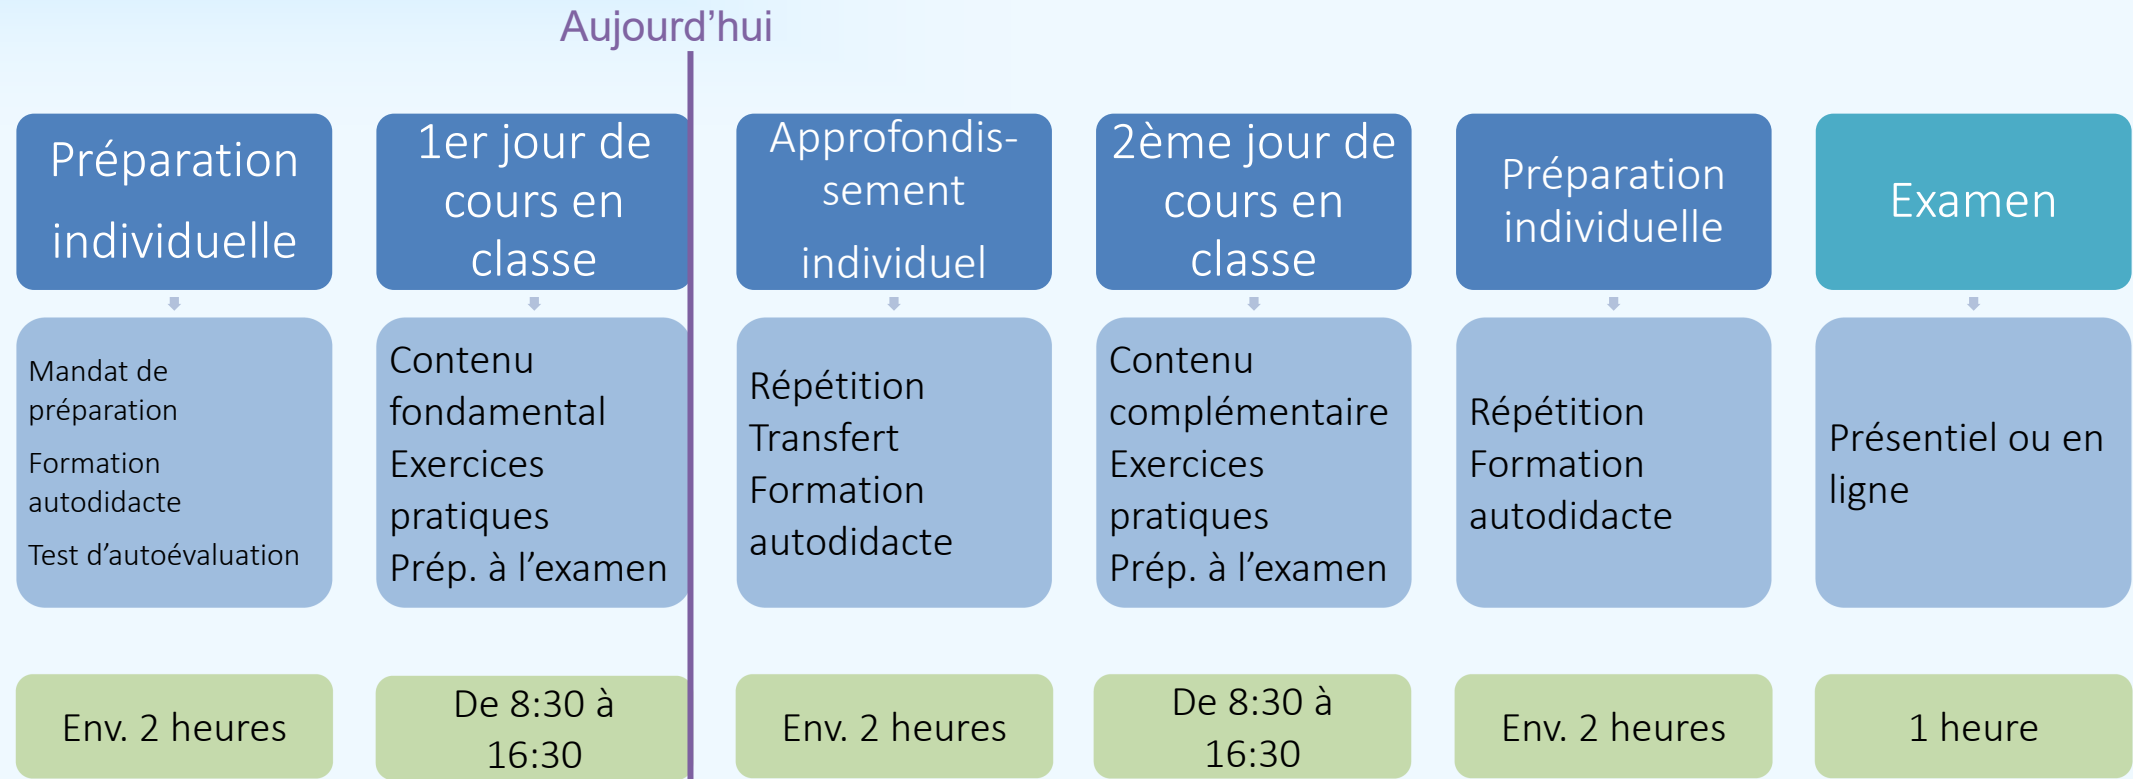 Aujourd’hui
Préparation
individuelle
1er jour de
cours en
classe
Approfondis-
sement
individuel
2ème jour de
cours en
classe
Préparation
individuelle
Examen
Mandat de
préparation
Formation
autodidacte
Test d’autoévaluation
Contenu
fondamental
Exercices
pratiques
Prép. à l’examen
Répétition
Transfert
Formation
autodidacte
Contenu
complémentaire
Exercices
pratiques
Prép. à l’examen
Répétition
Formation
autodidacte
Présentiel ou en
ligne
Env. 2 heures
De 8:30 à
16:30
Env. 2 heures
De 8:30 à
16:30
Env. 2 heures
1 heure